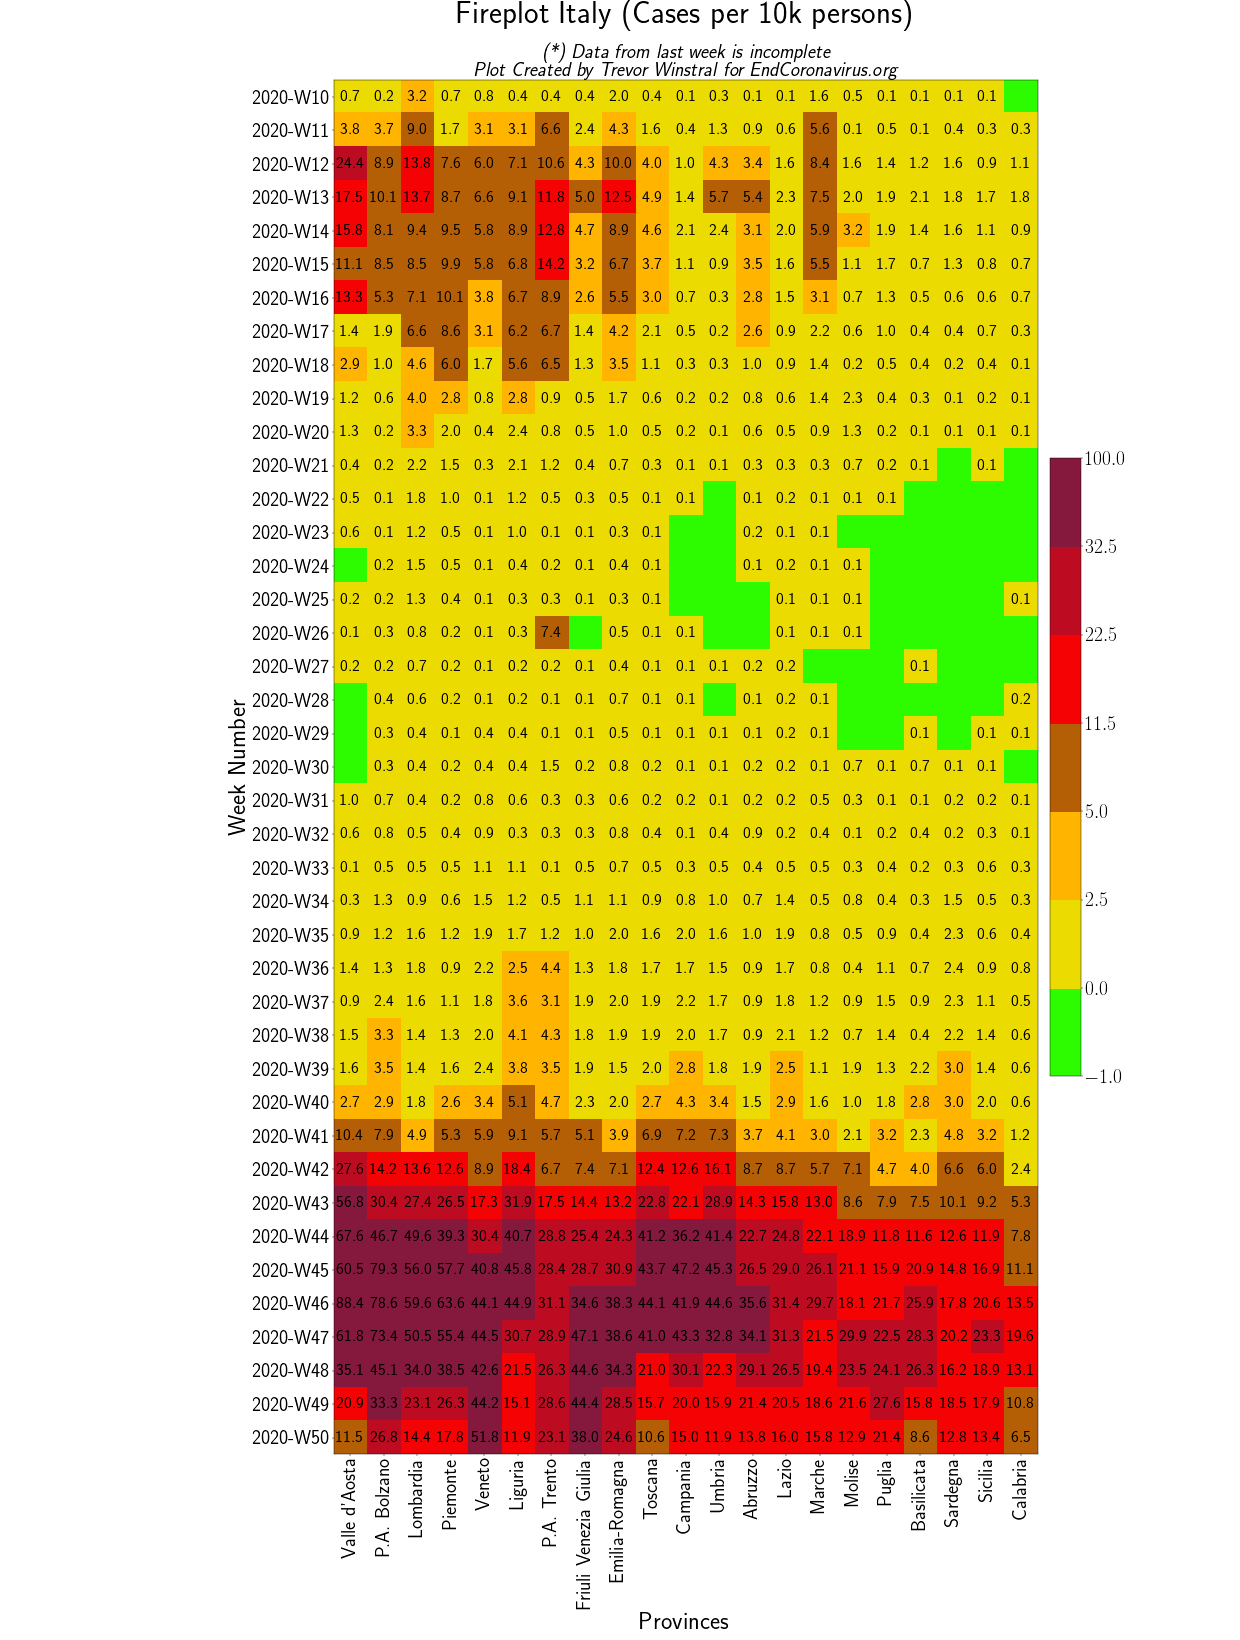 Fireplot Italy (Cases per 10k persons)
(*) Data from last week is incomplete
Plot Created by Trevor Winstral for EndCoronavirus.org
2020-W10 0.7 0.2 3.2 0.7 0.8 0.4 0.4 0.4 2.0 0.4 0.1 0.3 0.1 0.1 1.6 0.5 0.1 0.1 0.1 0.1
2020-W11 3.8 3.7 9.0 1.7 3.1 3.1 6.6 2.4 4.3 1.6 0.4 1.3 0.9 0.6 5.6 0.1 0.5 0.1 0.4 0.3 0.3
2020-W12 24.4 8.9 13.8 7.6 6.0 7.1 10.6 4.3 10.0 4.0 1.0 4.3 3.4 1.6 8.4 1.6 1.4 1.2 1.6 0.9 1.1
2020-W13 17.5 10.1 13.7 8.7 6.6 9.1 11.8 5.0 12.5 4.9 1.4 5.7 5.4 2.3 7.5 2.0 1.9 2.1 1.8 1.7 1.8
2020-W14 15.8 8.1 9.4 9.5 5.8 8.9 12.8 4.7 8.9 4.6 2.1 2.4 3.1 2.0 5.9 3.2 1.9 1.4 1.6 1.1 0.9
2020-W15 11.1 8.5 8.5 9.9 5.8 6.8 14.2 3.2 6.7 3.7 1.1 0.9 3.5 1.6 5.5 1.1 1.7 0.7 1.3 0.8 0.7
2020-W16 13.3 5.3 7.1 10.1 3.8 6.7 8.9 2.6 5.5 3.0 0.7 0.3 2.8 1.5 3.1 0.7 1.3 0.5 0.6 0.6 0.7
2020-W17 1.4 1.9 6.6 8.6 3.1 6.2 6.7 1.4 4.2 2.1 0.5 0.2 2.6 0.9 2.2 0.6 1.0 0.4 0.4 0.7 0.3
2020-W18 2.9 1.0 4.6 6.0 1.7 5.6 6.5 1.3 3.5 1.1 0.3 0.3 1.0 0.9 1.4 0.2 0.5 0.4 0.2 0.4 0.1
2020-W19 1.2 0.6 4.0 2.8 0.8 2.8 0.9 0.5 1.7 0.6 0.2 0.2 0.8 0.6 1.4 2.3 0.4 0.3 0.1 0.2 0.1
2020-W20 1.3 0.2 3.3 2.0 0.4 2.4 0.8 0.5 1.0 0.5 0.2 0.1 0.6 0.5 0.9 1.3 0.2 0.1 0.1 0.1 0.1
2020-W21 0.4 0.2 2.2 1.5 0.3 2.1 1.2 0.4 0.7 0.3 0.1 0.1 0.3 0.3 0.3 0.7 0.2 0.1 0.1
2020-W22 0.5 0.1 1.8 1.0 0.1 1.2 0.5 0.3 0.5 0.1 0.1 0.1 0.2 0.1 0.1 0.1
2020-W23 0.6 0.1 1.2 0.5 0.1 1.0 0.1 0.1 0.3 0.1 0.2 0.1 0.1
2020-W24 0.2 1.5 0.5 0.1 0.4 0.2 0.1 0.4 0.1 0.1 0.2 0.1 0.1
2020-W25 0.2 0.2 1.3 0.4 0.1 0.3 0.3 0.1 0.3 0.1 0.1 0.1 0.1 0.1
2020-W26 0.1 0.3 0.8 0.2 0.1 0.3 7.4 0.5 0.1 0.1 0.1 0.1 0.1
2020-W27 0.2 0.2 0.7 0.2 0.1 0.2 0.2 0.1 0.4 0.1 0.1 0.1 0.2 0.2 0.1
2020-W28 0.4 0.6 0.2 0.1 0.2 0.1 0.1 0.7 0.1 0.1 0.1 0.2 0.1 0.2
2020-W29 0.3 0.4 0.1 0.4 0.4 0.1 0.1 0.5 0.1 0.1 0.1 0.1 0.2 0.1 0.1 0.1 0.1
2020-W30 0.3 0.4 0.2 0.4 0.4 1.5 0.2 0.8 0.2 0.1 0.1 0.2 0.2 0.1 0.7 0.1 0.7 0.1 0.1
2020-W31 1.0 0.7 0.4 0.2 0.8 0.6 0.3 0.3 0.6 0.2 0.2 0.1 0.2 0.2 0.5 0.3 0.1 0.1 0.2 0.2 0.1
2020-W32 0.6 0.8 0.5 0.4 0.9 0.3 0.3 0.3 0.8 0.4 0.1 0.4 0.9 0.2 0.4 0.1 0.2 0.4 0.2 0.3 0.1
2020-W33 0.1 0.5 0.5 0.5 1.1 1.1 0.1 0.5 0.7 0.5 0.3 0.5 0.4 0.5 0.5 0.3 0.4 0.2 0.3 0.6 0.3
2020-W34 0.3 1.3 0.9 0.6 1.5 1.2 0.5 1.1 1.1 0.9 0.8 1.0 0.7 1.4 0.5 0.8 0.4 0.3 1.5 0.5 0.3
2020-W35 0.9 1.2 1.6 1.2 1.9 1.7 1.2 1.0 2.0 1.6 2.0 1.6 1.0 1.9 0.8 0.5 0.9 0.4 2.3 0.6 0.4
2020-W36 1.4 1.3 1.8 0.9 2.2 2.5 4.4 1.3 1.8 1.7 1.7 1.5 0.9 1.7 0.8 0.4 1.1 0.7 2.4 0.9 0.8
2020-W37 0.9 2.4 1.6 1.1 1.8 3.6 3.1 1.9 2.0 1.9 2.2 1.7 0.9 1.8 1.2 0.9 1.5 0.9 2.3 1.1 0.5
2020-W38 1.5 3.3 1.4 1.3 2.0 4.1 4.3 1.8 1.9 1.9 2.0 1.7 0.9 2.1 1.2 0.7 1.4 0.4 2.2 1.4 0.6
2020-W39 1.6 3.5 1.4 1.6 2.4 3.8 3.5 1.9 1.5 2.0 2.8 1.8 1.9 2.5 1.1 1.9 1.3 2.2 3.0 1.4 0.6
2020-W40 2.7 2.9 1.8 2.6 3.4 5.1 4.7 2.3 2.0 2.7 4.3 3.4 1.5 2.9 1.6 1.0 1.8 2.8 3.0 2.0 0.6
2020-W41 10.4 7.9 4.9 5.3 5.9 9.1 5.7 5.1 3.9 6.9 7.2 7.3 3.7 4.1 3.0 2.1 3.2 2.3 4.8 3.2 1.2
2020-W42 27.6 14.2 13.6 12.6 8.9 18.4 6.7 7.4 7.1 12.4 12.6 16.1 8.7 8.7 5.7 7.1 4.7 4.0 6.6 6.0 2.4
2020-W43 56.8 30.4 27.4 26.5 17.3 31.9 17.5 14.4 13.2 22.8 22.1 28.9 14.3 15.8 13.0 8.6 7.9 7.5 10.1 9.2 5.3
2020-W44 67.6 46.7 49.6 39.3 30.4 40.7 28.8 25.4 24.3 41.2 36.2 41.4 22.7 24.8 22.1 18.9 11.8 11.6 12.6 11.9 7.8
2020-W45 60.5 79.3 56.0 57.7 40.8 45.8 28.4 28.7 30.9 43.7 47.2 45.3 26.5 29.0 26.1 21.1 15.9 20.9 14.8 16.9 11.1
2020-W46 88.4 78.6 59.6 63.6 44.1 44.9 31.1 34.6 38.3 44.1 41.9 44.6 35.6 31.4 29.7 18.1 21.7 25.9 17.8 20.6 13.5
2020-W47 61.8 73.4 50.5 55.4 44.5 30.7 28.9 47.1 38.6 41.0 43.3 32.8 34.1 31.3 21.5 29.9 22.5 28.3 20.2 23.3 19.6
2020-W48 35.1 45.1 34.0 38.5 42.6 21.5 26.3 44.6 34.3 21.0 30.1 22.3 29.1 26.5 19.4 23.5 24.1 26.3 16.2 18.9 13.1
2020-W49 20.9 33.3 23.1 26.3 44.2 15.1 28.6 44.4 28.5 15.7 20.0 15.9 21.4 20.5 18.6 21.6 27.6 15.8 18.5 17.9 10.8
2020-W50 11.5 26.8 14.4 17.8 51.8 11.9 23.1 38.0 24.6 10.6 15.0 11.9 13.8 16.0 15.8 12.9 21.4 8.6 12.8 13.4 6.5
Week Number
Valle d'Aosta
P.A. Bolzano
Lombardia
Piemonte
Veneto
Liguria
P.A. Trento
Friuli Venezia Giulia
Emilia-Romagna
Toscana
Campania
Umbria
Abruzzo
Lazio
Marche
Molise
Puglia
Basilicata
Sardegna
Sicilia
Calabria
Provinces
100.0
32.5
22.5
11.5
5.0
2.5
0.0
−1.0